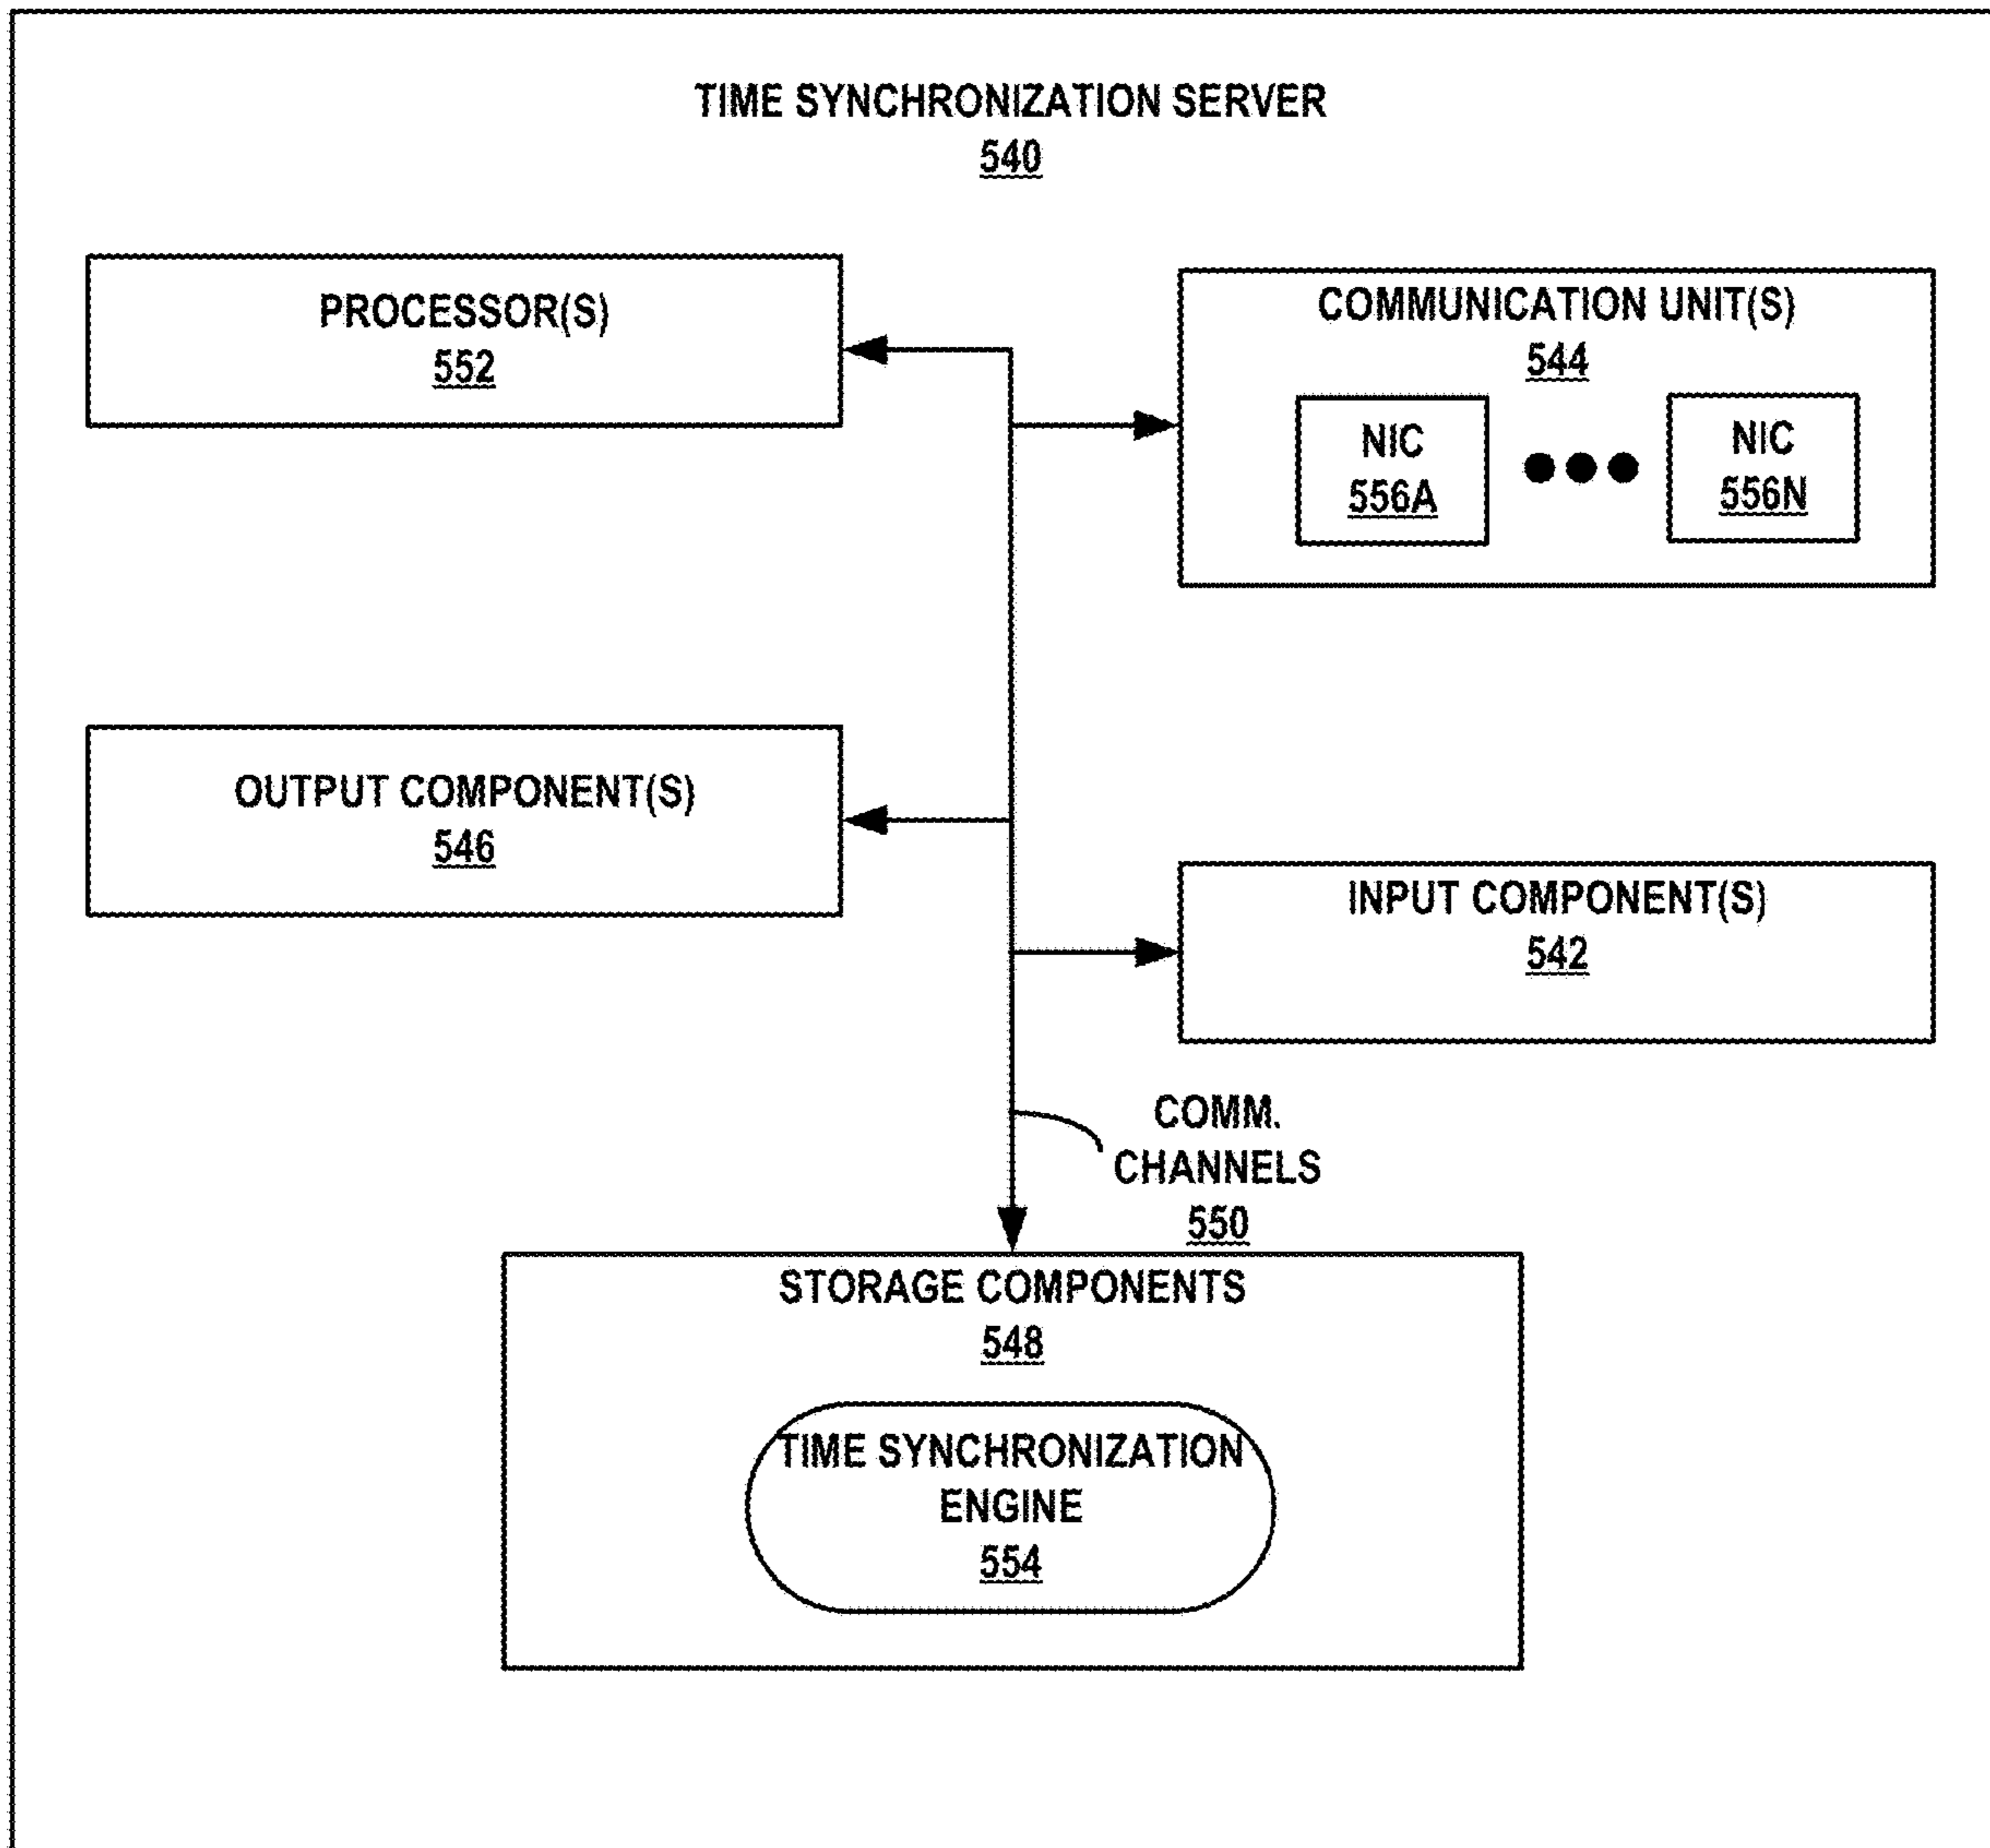 TIME SYNCHRONIZATION SERVER
540
PROCESSOR(S)
552
COMMUNICATION UNIT(S)
544
NIC
556A
NIC
556N
OUTPUT COMPONENT(S)
546
INPUT COMPONENT(S)
542
COMM.
CHANNELS
550
STORAGE COMPONENTS
548
TIME SYNCHRONIZATION
ENGINE
554